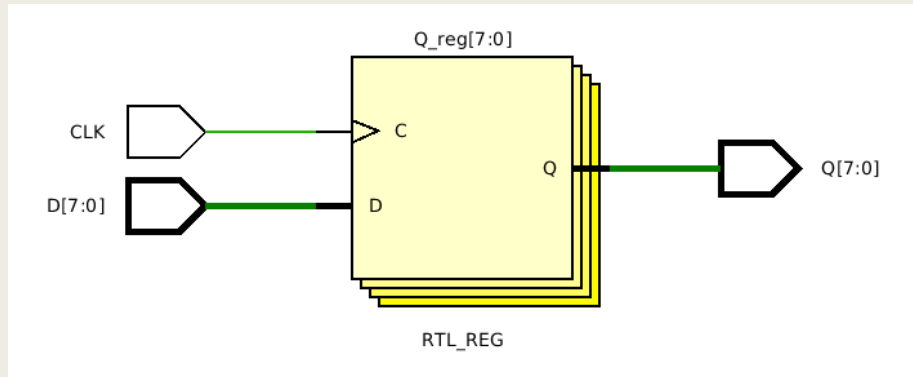 Q_reg[7:0]
CLK
C
Q
Q[7:0]
D[7:0]
D
RTL_REG